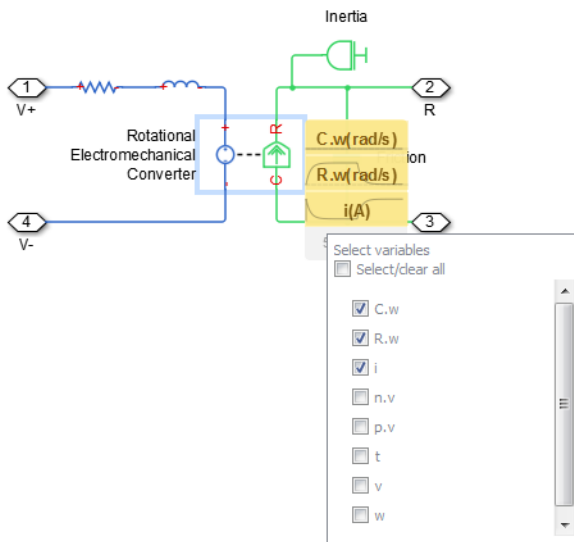 Inertia
1
V+
2
R
Rotational
Electromechanical
Converter
+
-
R
C
C.w(rad/s)
R.w(rad/s)
i(A)
4
V-
3
Select variables
Select/clear all
C.w
R.w
i
n.v
p.v
t
v
w